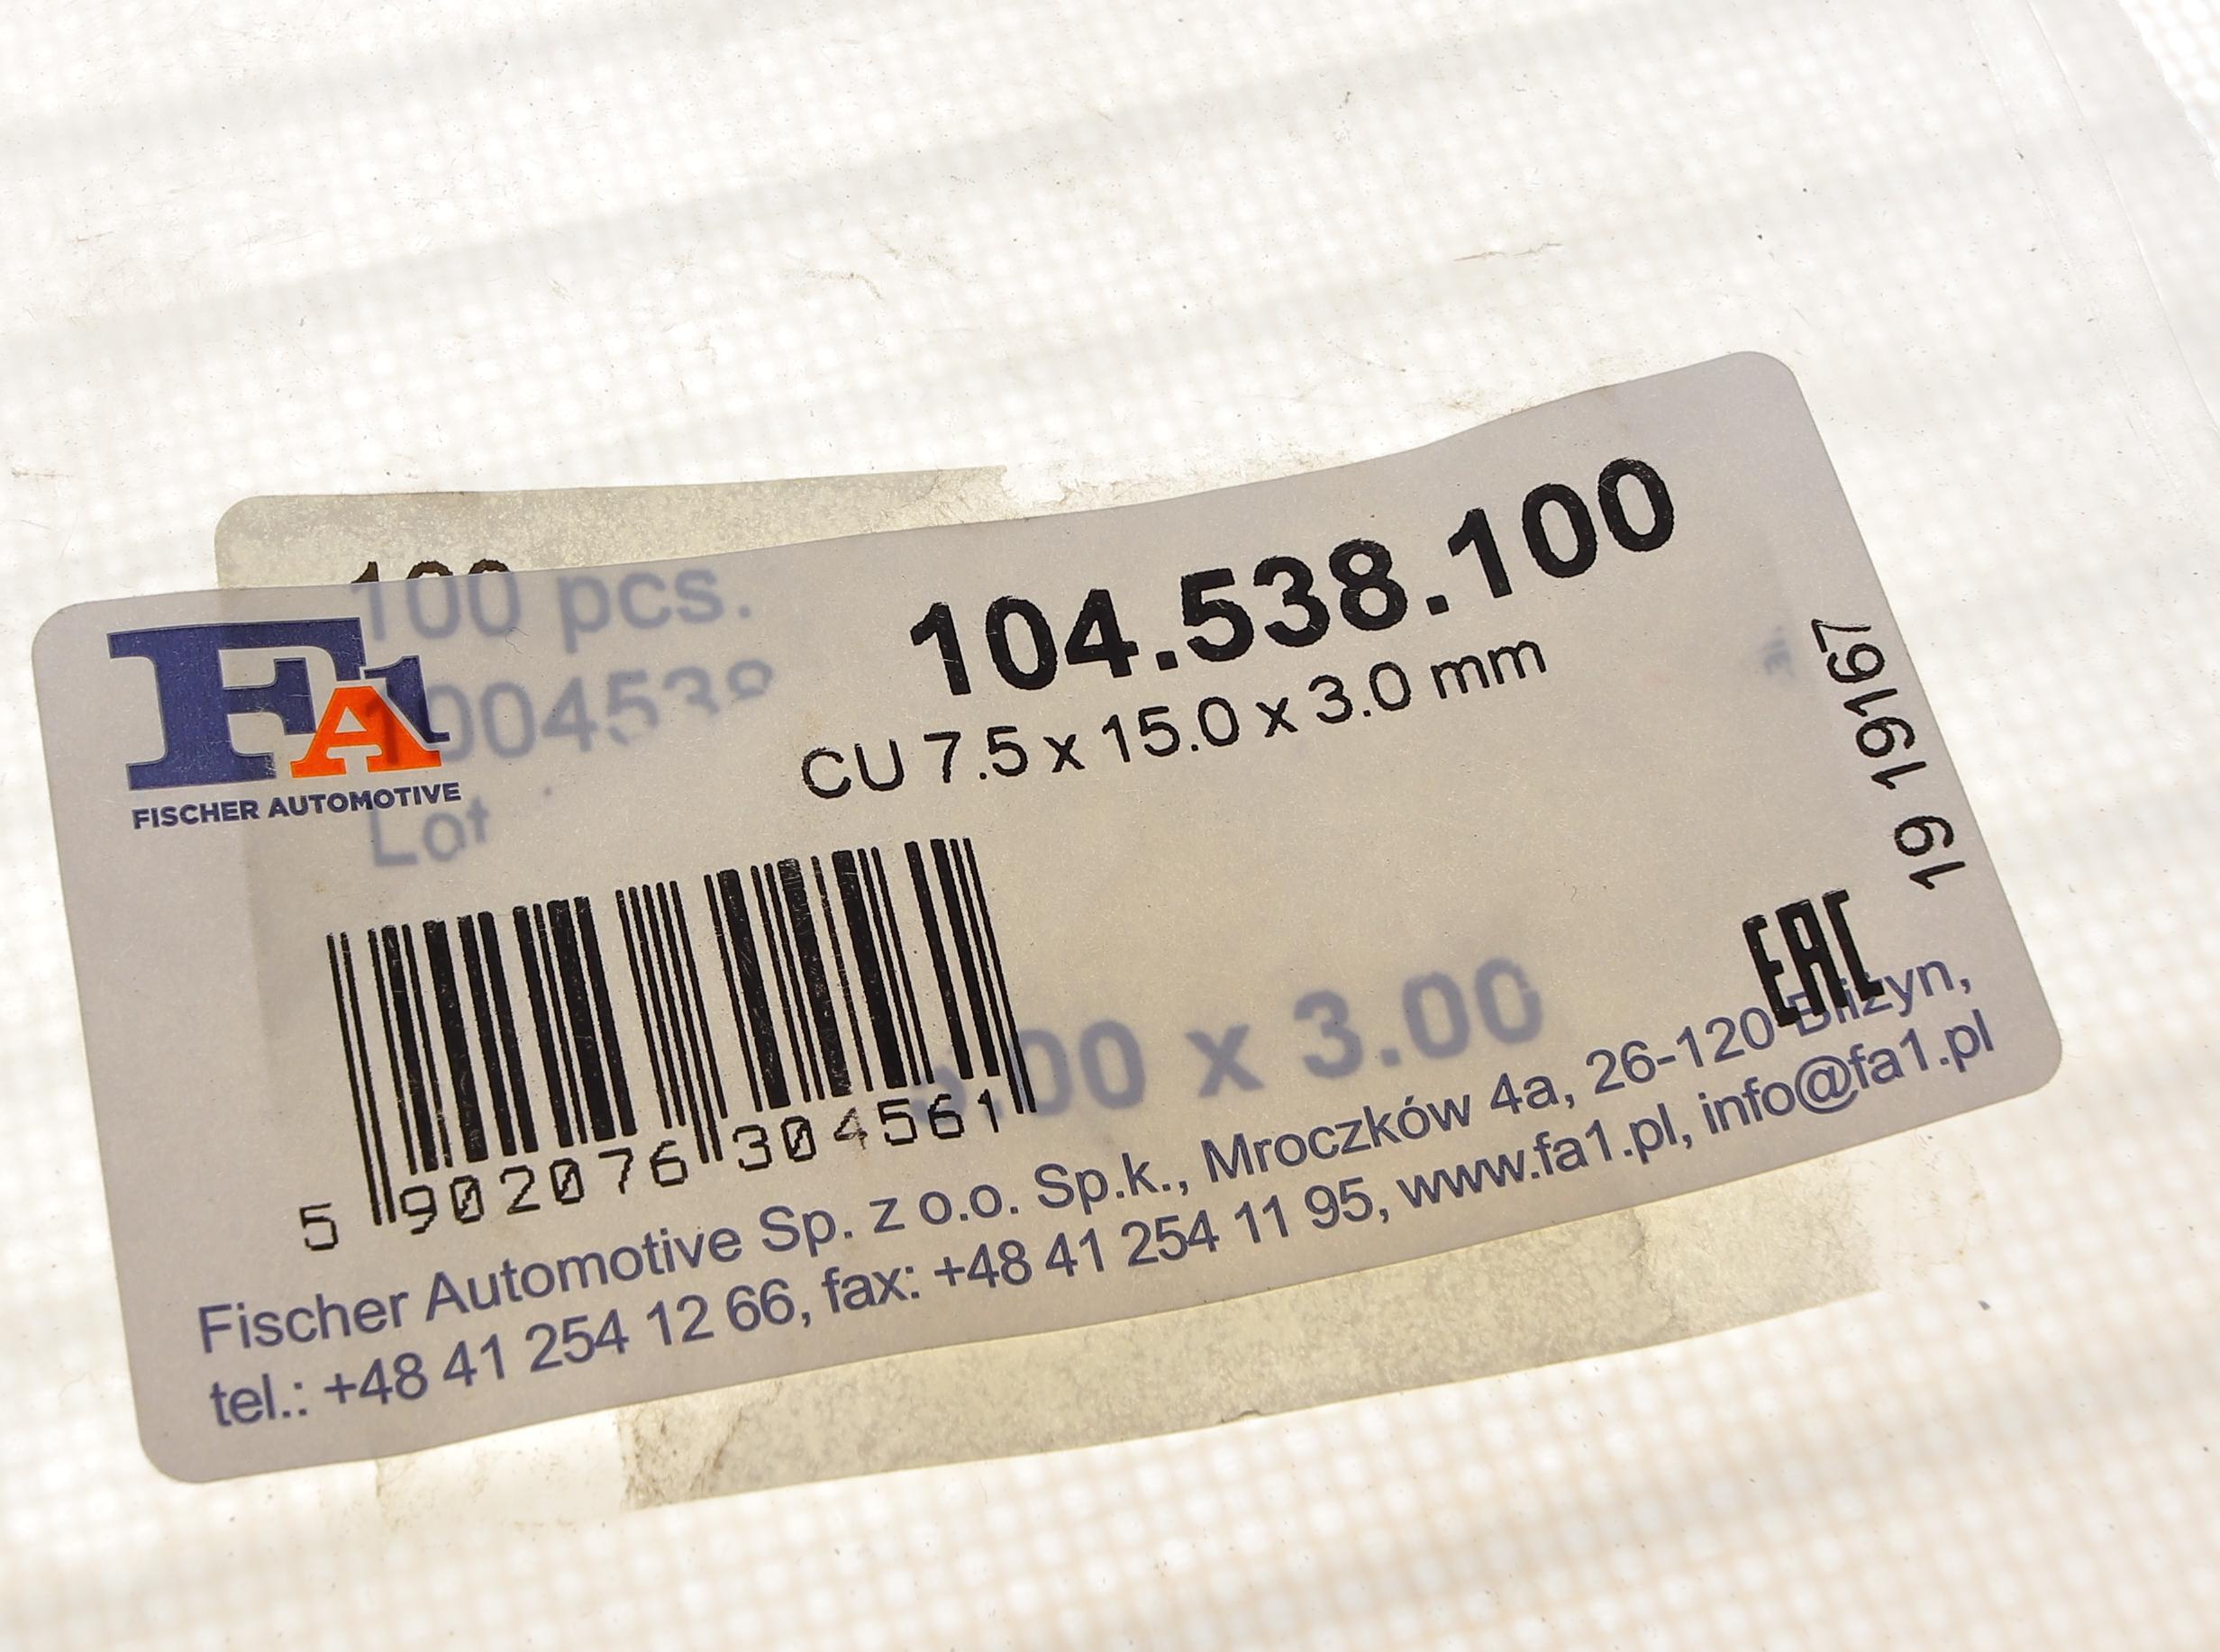 100 pcs.
104.538.100
CU 7.5 x 15.0 x 3.0 mm
FA1
FISCHER AUTOMOTIVE
Lot
19 19167
EAC
.00 x 3.00
5 902076 304561
Fischer Automotive Sp. z o.o. Sp.k., Mroczków 4a, 26-120 Bliżyn,
tel.: +48 41 254 12 66, fax: +48 41 254 11 95, www.fa1.pl, info@fa1.pl